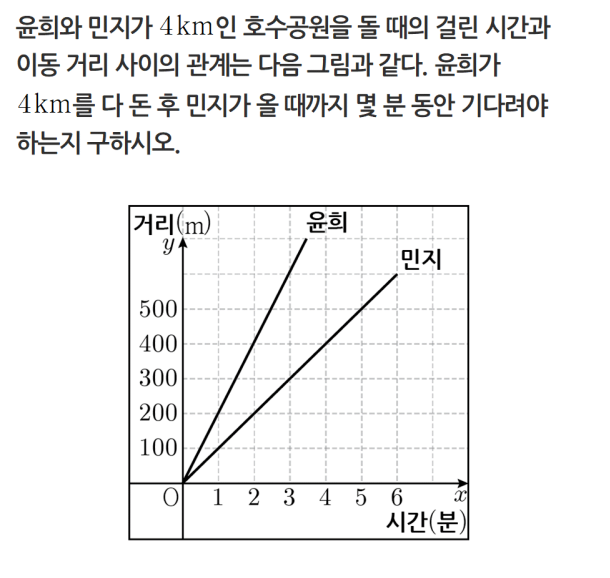 윤희와 민지가 4km인 호수공원을 돌 때의 걸린 시간과
이동 거리 사이의 관계는 다음 그림과 같다. 윤희가
4km를 다 돈 후 민지가 올 때까지 몇 분 동안 기다려야
하는지 구하시오.
거리(m)
y
윤희
민지
500
400
300
200
100
O 1 2 3 4 5 6 x
시간(분)